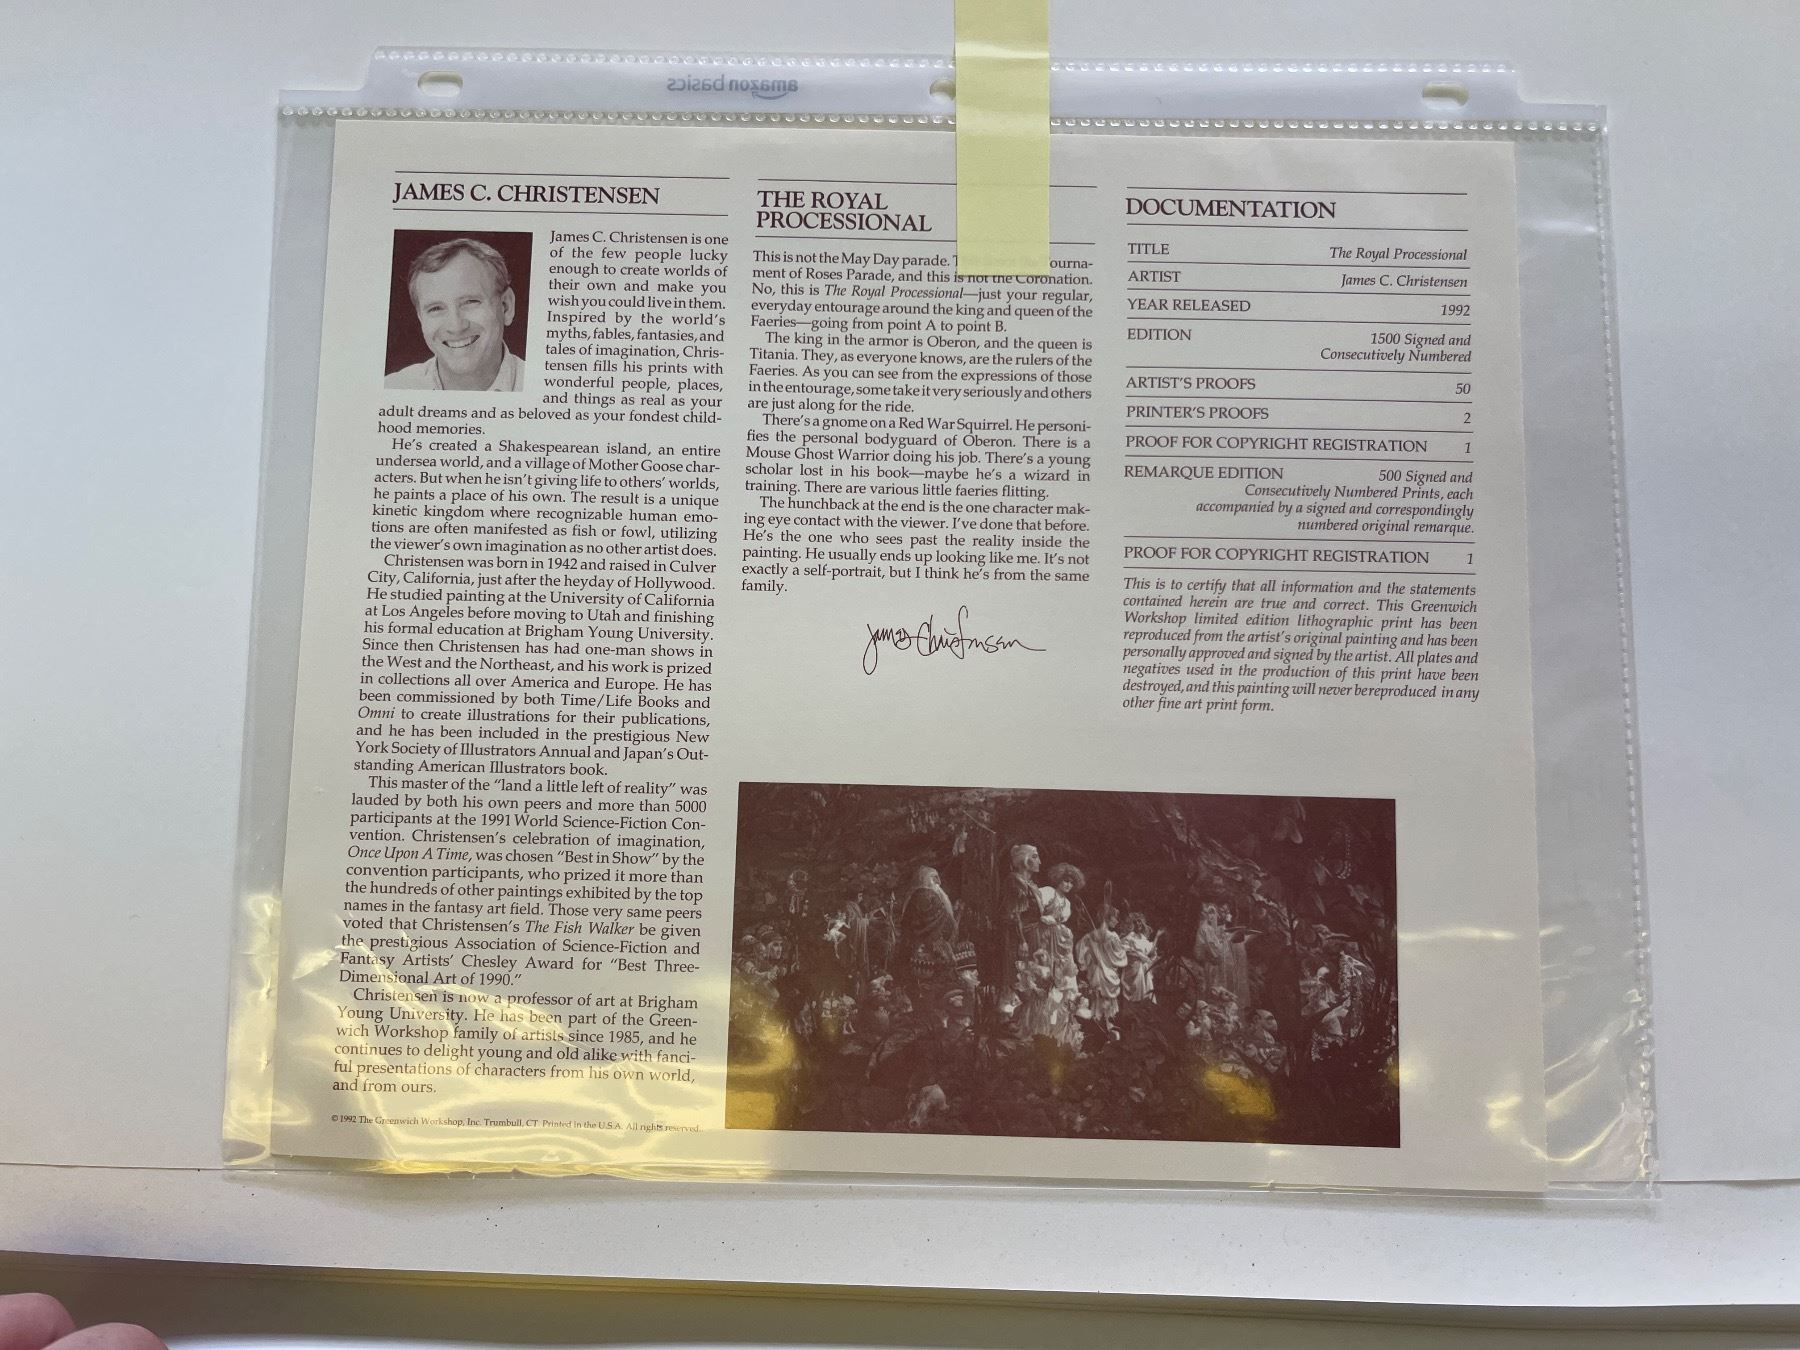 amazon basics
JAMES C. CHRISTENSEN
James C. Christensen is one
of the few people lucky
enough to create worlds of
their own and make you
wish you could live in them.
Inspired by the world's
myths, fables, fantasies, and
tales of imagination, Chris-
tensen fills his prints with
wonderful people, places,
and things as real as your
adult dreams and as beloved as your fondest child-
hood memories.
He's created a Shakespearean island, an entire
undersea world, and a village of Mother Goose char-
acters. But when he isn't giving life to others' worlds,
he paints a place of his own. The result is a unique
kinetic kingdom where recognizable human emo-
tions are often manifested as fish or fowl, utilizing
the viewer's own imagination as no other artist does.
Christensen was born in 1942 and raised in Culver
City, California, just after the heyday of Hollywood.
He studied painting at the University of California
at Los Angeles before moving to Utah and finishing
his formal education at Brigham Young University.
Since then Christensen has had one-man shows in
the West and the Northeast, and his work is prized
in collections all over America and Europe. He has
been commissioned by both Time/Life Books and
Omni to create illustrations for their publications,
and he has been included in the prestigious New
York Society of Illustrators Annual and Japan's Out-
standing American Illustrators book.
This master of the "land a little left of reality" was
lauded by both his own peers and more than 5000
participants at the 1991 World Science-Fiction Con-
vention. Christensen's celebration of imagination,
Once Upon A Time, was chosen "Best in Show" by the
convention participants, who prized it more than
the hundreds of other paintings exhibited by the top
names in the fantasy art field. Those very same peers
voted that Christensen's The Fish Walker be given
the prestigious Association of Science-Fiction and
Fantasy Artists' Chesley Award for "Best Three-
Dimensional Art of 1990."
Christensen is now a professor of art at Brigham
Young University. He has been part of the Green-
wich Workshop family of artists since 1985, and he
continues to delight young and old alike with fanci-
ful presentations of characters from his own world,
and from ours.
© 1992 The Greenwich Workshop, Inc. Trumbull, CT Printed in the U.S.A. All rights reserved.
THE ROYAL
PROCESSIONAL
This is not the May Day parade. ourna-
ment of Roses Parade, and this is not the Coronation.
No, this is The Royal Processional—just your regular,
everyday entourage around the king and queen of the
Faeries—going from point A to point B.
The king in the armor is Oberon, and the queen is
Titania. They, as everyone knows, are the rulers of the
Faeries. As you can see from the expressions of those
in the entourage, some take it very seriously and others
are just along for the ride.
There's a gnome on a Red War Squirrel. He personi-
fies the personal bodyguard of Oberon. There is a
Mouse Ghost Warrior doing his job. There's a young
scholar lost in his book—maybe he's a wizard in
training. There are various little faeries flitting.
The hunchback at the end is the one character mak-
ing eye contact with the viewer. I've done that before.
He's the one who sees past the reality inside the
painting. He usually ends up looking like me. It's not
exactly a self-portrait, but I think he's from the same
family.
James Christensen
DOCUMENTATION
TITLE The Royal Processional
ARTIST James C. Christensen
YEAR RELEASED 1992
EDITION 1500 Signed and
Consecutively Numbered
ARTIST'S PROOFS 50
PRINTER'S PROOFS 2
PROOF FOR COPYRIGHT REGISTRATION 1
REMARQUE EDITION 500 Signed and
Consecutively Numbered Prints, each
accompanied by a signed and correspondingly
numbered original remarque.
PROOF FOR COPYRIGHT REGISTRATION 1
This is to certify that all information and the statements
contained herein are true and correct. This Greenwich
Workshop limited edition lithographic print has been
reproduced from the artist's original painting and has been
personally approved and signed by the artist. All plates and
negatives used in the production of this print have been
destroyed, and this painting will never be reproduced in any
other fine art print form.